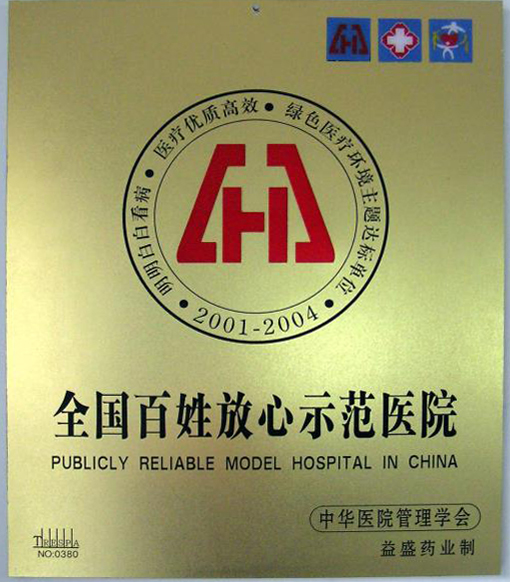 明明白白看病 • 医疗优质高效 • 绿色医疗环境主题达标单位
• 2001-2004 •
全国百姓放心示范医院
PUBLICLY RELIABLE MODEL HOSPITAL IN CHINA
中华医院管理学会
益盛药业制
TRESPA
NO:0380